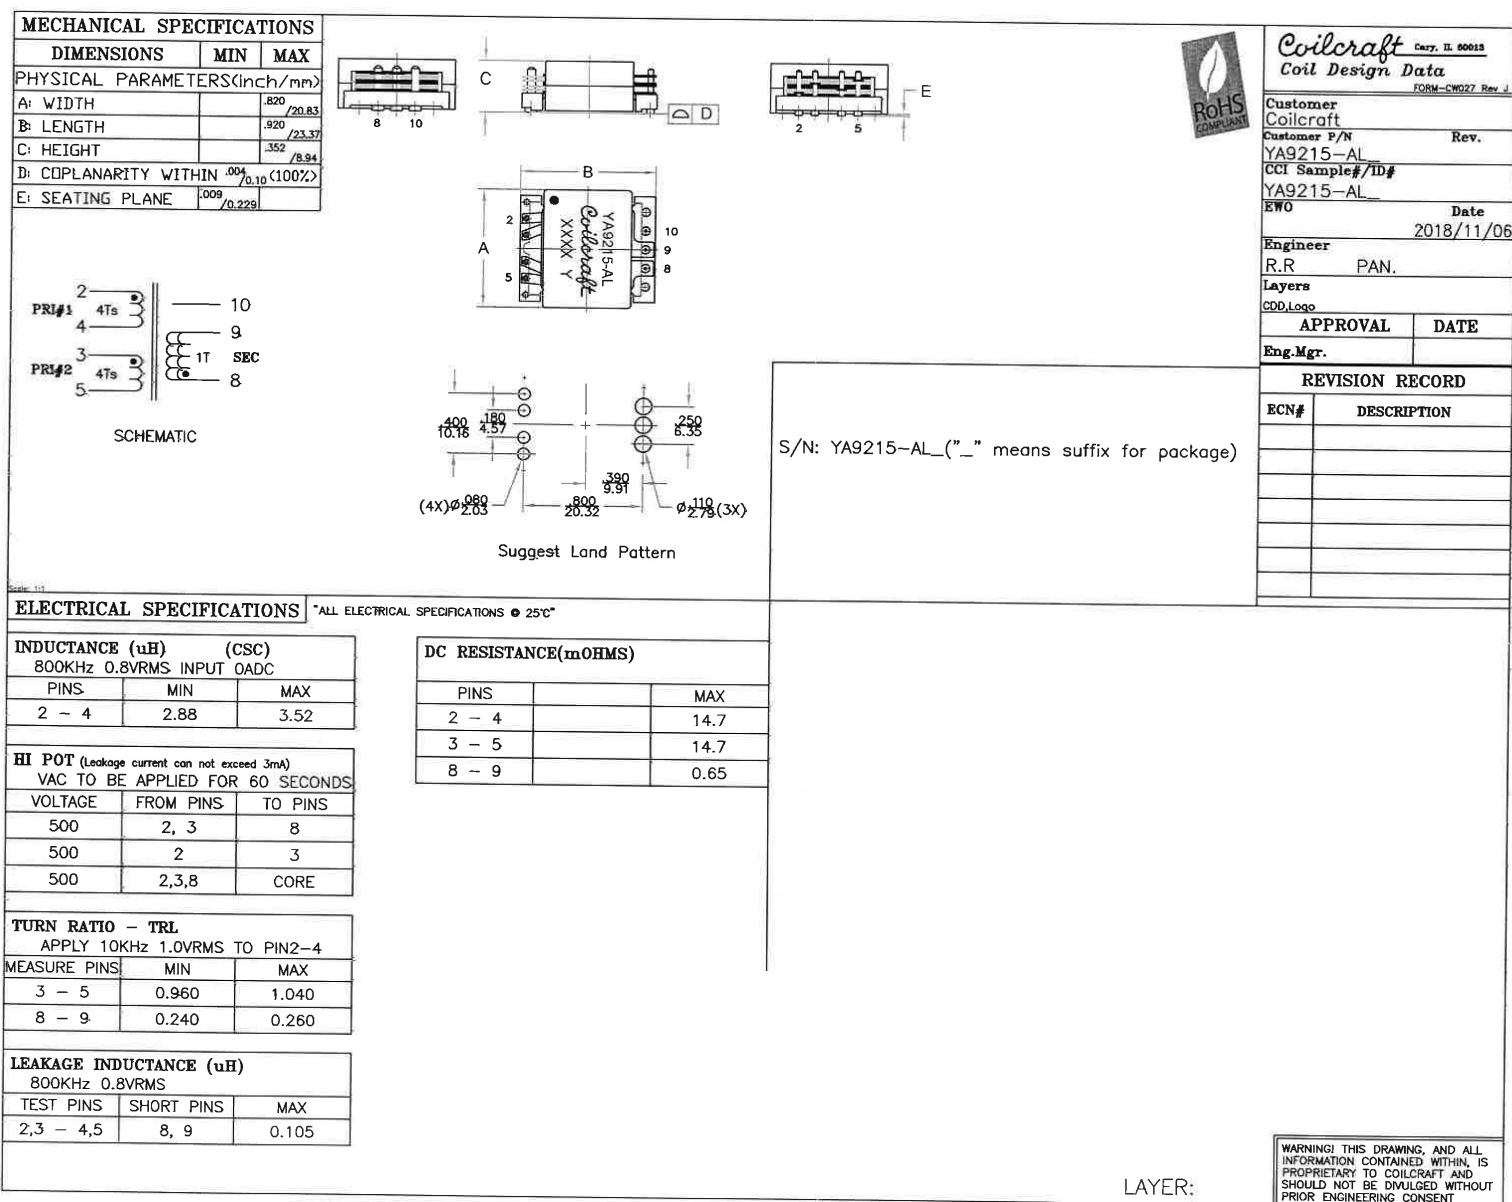 MECHANICAL SPECIFICATIONS
DIMENSIONS MIN MAX
PHYSICAL PARAMETERS(inch/mm)
A: WIDTH .820/20.83
B: LENGTH .920/23.37
C: HEIGHT .352/8.94
D: COPLANARITY WITHIN .004/0.10 (100%)
E: SEATING PLANE .009/0.229
8 10
C
D
2 5
E
B
A
2
5
10
9
8
YA9215-AL
Coilcraft
XXXX Y
RoHS
COMPLIANT
Coilcraft Cary, IL 60013
Coil Design Data
FORM-CW027 Rev J
Customer
Coilcraft
Customer P/N Rev.
YA9215-AL_
CCI Sample#/ID#
YA9215-AL_
EWO Date
2018/11/06
Engineer
R.R PAN.
Layers
CDD,Logo
APPROVAL DATE
Eng.Mgr.
REVISION RECORD
ECN# DESCRIPTION
2
PRI#1 4Ts
4
3
PRI#2 4Ts
5
10
9
1T SEC
8
SCHEMATIC
.400
10.16
.180
4.57
.250
6.35
.390
9.91
(4X)Ø.080
2.03
.800
20.32
Ø.110
2.79(3X)
Suggest Land Pattern
S/N: YA9215-AL_("_" means suffix for package)
Scale: 1:1
ELECTRICAL SPECIFICATIONS "ALL ELECTRICAL SPECIFICATIONS @ 25°C"
INDUCTANCE (uH) (CSC)
800KHz 0.8VRMS INPUT 0ADC
PINS MIN MAX
2 - 4 2.88 3.52
DC RESISTANCE(mOHMS)
PINS MAX
2 - 4 14.7
3 - 5 14.7
8 - 9 0.65
HI POT (Leakage current can not exceed 3mA)
VAC TO BE APPLIED FOR 60 SECONDS
VOLTAGE FROM PINS TO PINS
500 2, 3 8
500 2 3
500 2,3,8 CORE
TURN RATIO - TRL
APPLY 10KHz 1.0VRMS TO PIN2-4
MEASURE PINS MIN MAX
3 - 5 0.960 1.040
8 - 9 0.240 0.260
LEAKAGE INDUCTANCE (uH)
800KHz 0.8VRMS
TEST PINS SHORT PINS MAX
2,3 - 4,5 8, 9 0.105
LAYER:
WARNING! THIS DRAWING, AND ALL
INFORMATION CONTAINED WITHIN, IS
PROPRIETARY TO COILCRAFT AND
SHOULD NOT BE DIVULGED WITHOUT
PRIOR ENGINEERING CONSENT